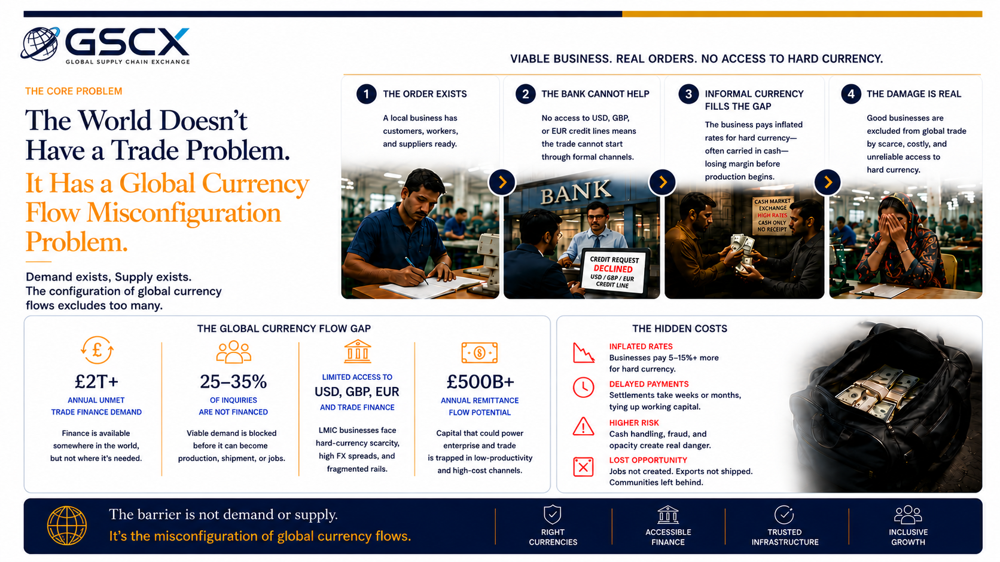 GSCX
GLOBAL SUPPLY CHAIN EXCHANGE
THE CORE PROBLEM
The World Doesn't
Have a Trade Problem.
It Has a Global Currency
Flow Misconfiguration
Problem.
Demand exists, Supply exists.
The configuration of global currency
flows excludes too many.
VIABLE BUSINESS. REAL ORDERS. NO ACCESS TO HARD CURRENCY.
1
THE ORDER EXISTS
A local business has
customers, workers,
and suppliers ready.
2
THE BANK CANNOT HELP
No access to USD, GBP,
or EUR credit lines means
the trade cannot start
through formal channels.
BANK
CREDIT REQUEST
DECLINED
USD / GBP / EUR
CREDIT LINE
3
INFORMAL CURRENCY
FILLS THE GAP
The business pays inflated
rates for hard currency—
often carried in cash—
losing margin before
production begins.
CASH MARKET
EXCHANGE
HIGH RATES
CASH ONLY
NO RECEIPT
4
THE DAMAGE IS REAL
Good businesses are
excluded from global trade
by scarce, costly, and
unreliable access to
hard currency.
THE GLOBAL CURRENCY FLOW GAP
£
£2T+
ANNUAL UNMET
TRADE FINANCE DEMAND
Finance is available
somewhere in the world,
but not where it's needed.
25–35%
OF INQUIRIES
ARE NOT FINANCED
Viable demand is blocked
before it can become
production, shipment, or jobs.
LIMITED ACCESS TO
USD, GBP, EUR
AND TRADE FINANCE
LMIC businesses face
hard-currency scarcity,
high FX spreads, and
fragmented rails.
$
£500B+
ANNUAL REMITTANCE
FLOW POTENTIAL
Capital that could power
enterprise and trade
is trapped in low-productivity
and high-cost channels.
THE HIDDEN COSTS
INFLATED RATES
Businesses pay 5–15%+ more
for hard currency.
DELAYED PAYMENTS
Settlements take weeks or months,
tying up working capital.
HIGHER RISK
Cash handling, fraud, and
opacity create real danger.
LOST OPPORTUNITY
Jobs not created. Exports not shipped.
Communities left behind.
The barrier is not demand or supply.
It's the misconfiguration of global currency flows.
RIGHT
CURRENCIES
ACCESSIBLE
FINANCE
TRUSTED
INFRASTRUCTURE
INCLUSIVE
GROWTH